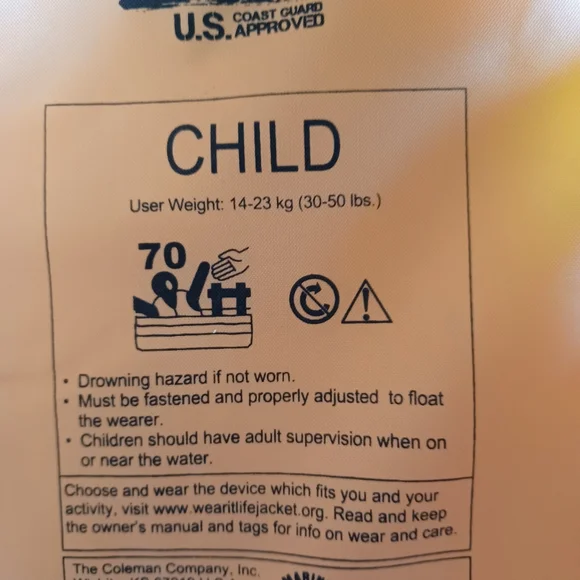 U.S. COAST GUARD
APPROVED
CHILD
User Weight: 14-23 kg (30-50 lbs.)
70
• Drowning hazard if not worn.
• Must be fastened and properly adjusted to float
the wearer.
• Children should have adult supervision when on
or near the water.
Choose and wear the device which fits you and your
activity, visit www.wearitlifejacket.org. Read and keep
the owner's manual and tags for info on wear and care.
The Coleman Company, Inc.